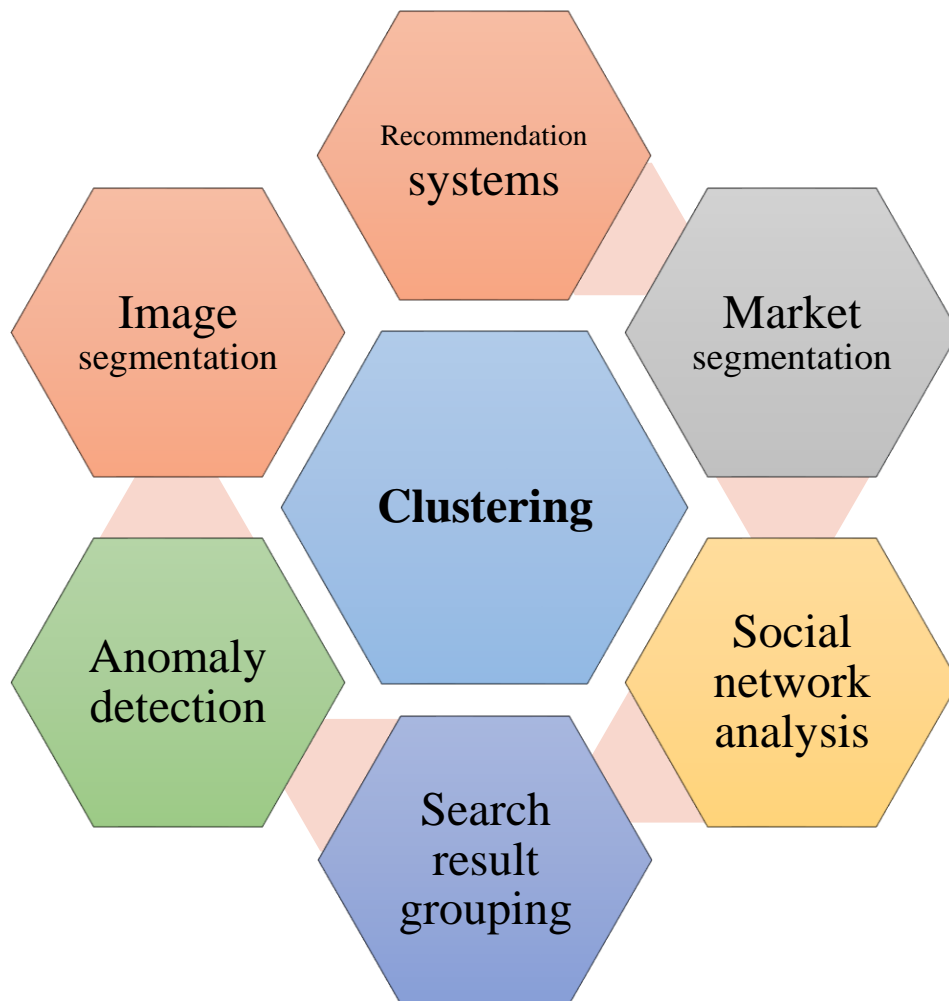 Recommendation
systems
Image
segmentation
Market
segmentation
Clustering
Anomaly
detection
Social
network
analysis
Search
result
grouping